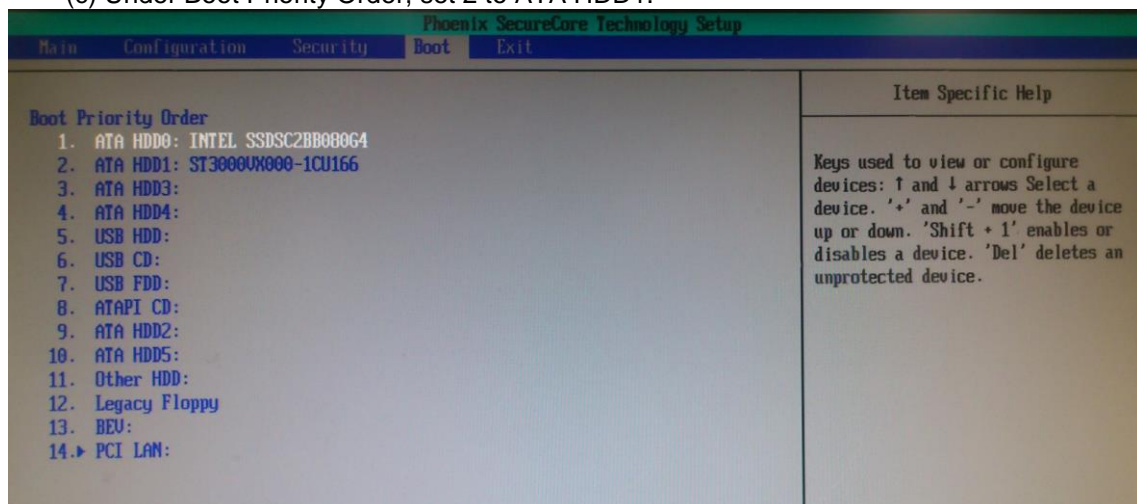 (c) Under Boot Priority Order, set 2 to ATA HDD1.
Phoenix SecureCore Technology Setup
Main Configuration Security Boot Exit
Boot Priority Order
1. ATA HDD0: INTEL SSDSC2BB080G4
2. ATA HDD1: ST3000VX000-1CU166
3. ATA HDD3:
4. ATA HDD4:
5. USB HDD:
6. USB CD:
7. USB FDD:
8. ATAPI CD:
9. ATA HDD2:
10. ATA HDD5:
11. Other HDD:
12. Legacy Floppy
13. BEV:
14. PCI LAN:
Item Specific Help
Keys used to view or configure
devices: ↑ and ↓ arrows Select a
device. '+' and '-' move the device
up or down. 'Shift + 1' enables or
disables a device. 'Del' deletes an
unprotected device.